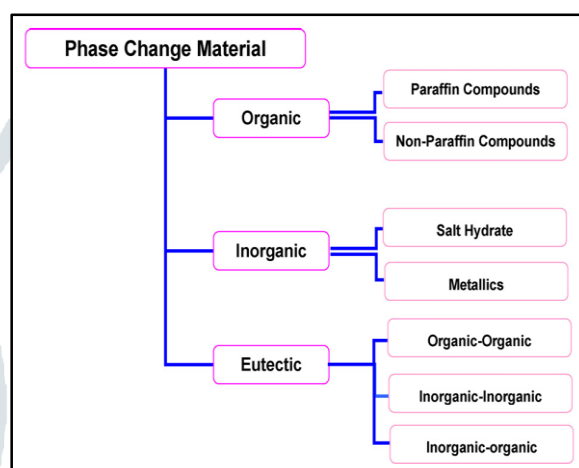 Phase Change Material
Organic
Paraffin Compounds
Non-Paraffin Compounds
Inorganic
Salt Hydrate
Metallics
Eutectic
Organic-Organic
Inorganic-Inorganic
Inorganic-organic